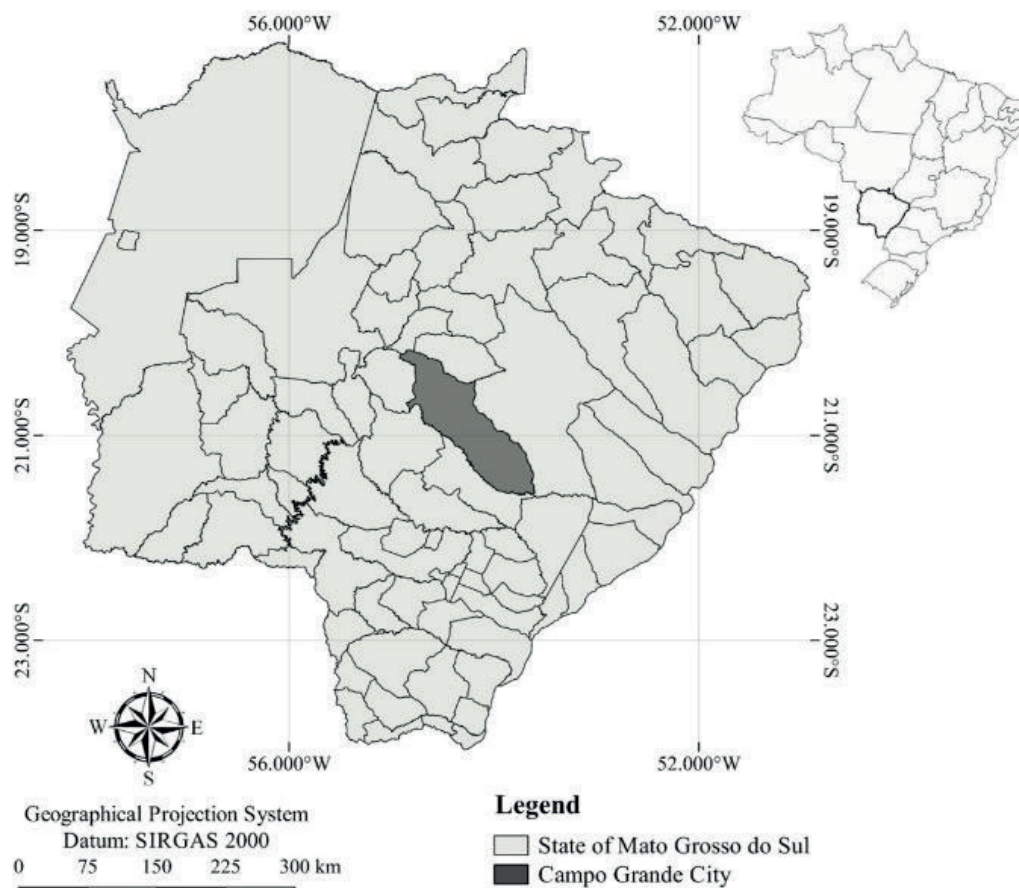 56.000°W
52.000°W
19.000°S
19.000°S
21.000°S
21.000°S
23.000°S
23.000°S
N
W E
S
56.000°W
52.000°W
Geographical Projection System
Datum: SIRGAS 2000
0 75 150 225 300 km
Legend
State of Mato Grosso do Sul
Campo Grande City